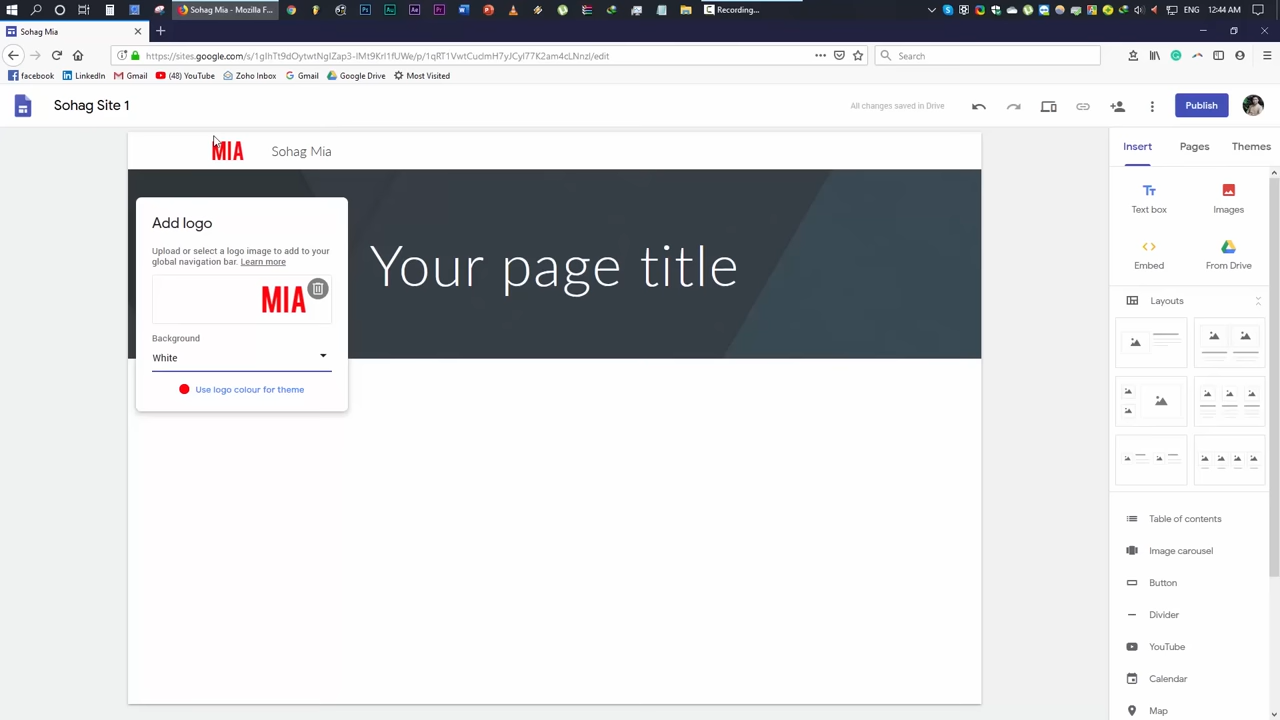 Sohag Mia - Mozilla F...
Recording...
12:44 AM
Sohag Mia
https://sites.google.com/s/1gIhTt9dOytwtNgIZap3-IMt9KrI1fUWe/p/1qRT1VwtCudmH7yJCyl77K2am4cLNnzI/edit
Search
facebook
LinkedIn
Gmail
(48) YouTube
Zoho Inbox
Gmail
Google Drive
Most Visited
Sohag Site 1
All changes saved in Drive
Publish
MIA
Sohag Mia
Insert
Pages
Themes
Your page title
Add logo
Upload or select a logo image to add to your
global navigation bar. Learn more
MIA
Background
White
Use logo colour for theme
Text box
Images
Embed
From Drive
Layouts
Table of contents
Image carousel
Button
Divider
YouTube
Calendar
Map